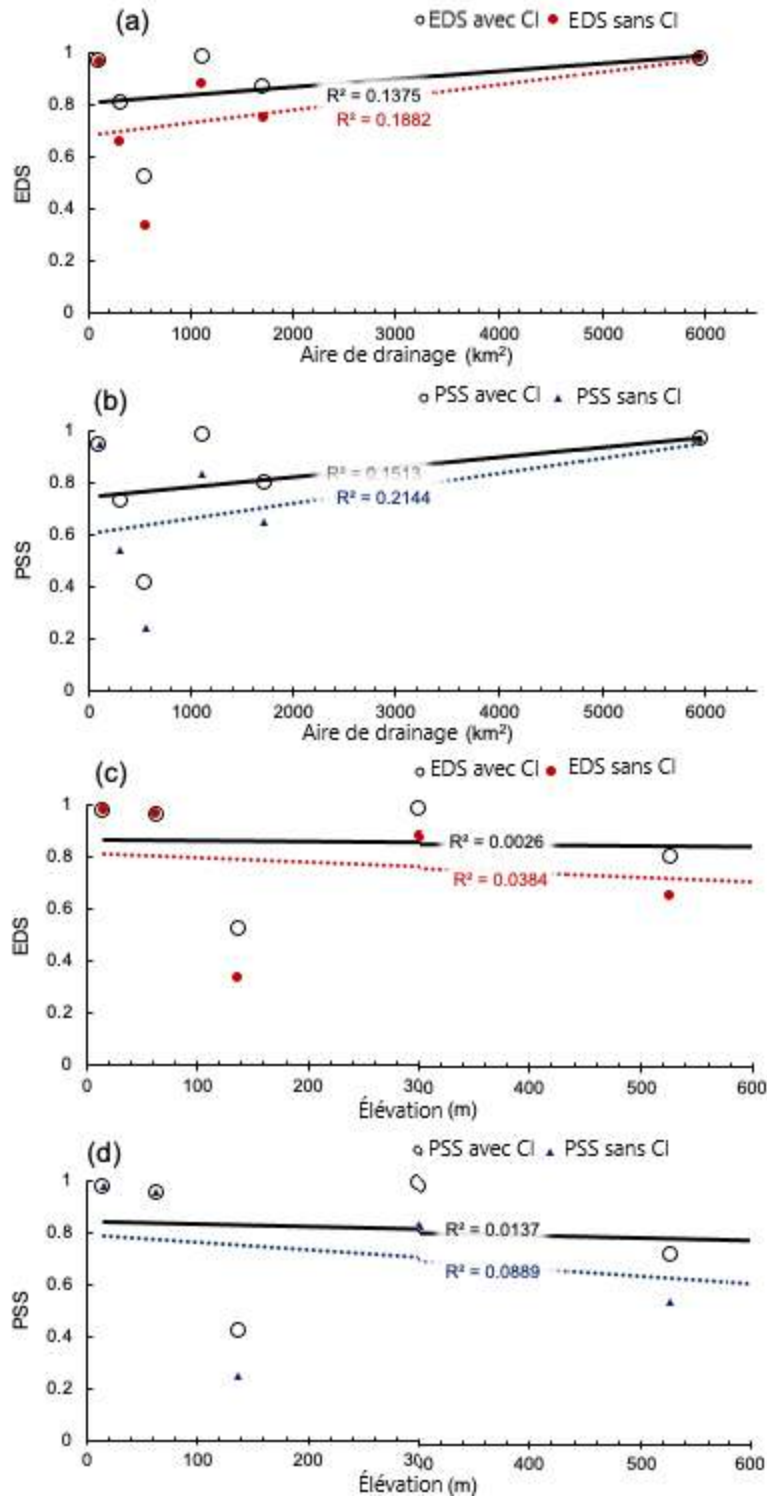 (a)
EDS avec CI EDS sans CI
1
0.8
0.6
0.4
0.2
0
EDS
R² = 0.1375
R² = 0.1882
0 1000 2000 3000 4000 5000 6000
Aire de drainage (km²)
(b)
PSS avec CI PSS sans CI
1
0.8
0.6
0.4
0.2
0
PSS
R² = 0.1513
R² = 0.2144
0 1000 2000 3000 4000 5000 6000
Aire de drainage (km²)
(c)
EDS avec CI EDS sans CI
1
0.8
0.6
0.4
0.2
0
EDS
R² = 0.0026
R² = 0.0384
0 100 200 300 400 500 600
Élévation (m)
(d)
PSS avec CI PSS sans CI
1
0.8
0.6
0.4
0.2
0
PSS
R² = 0.0137
R² = 0.0889
0 100 200 300 400 500 600
Élévation (m)